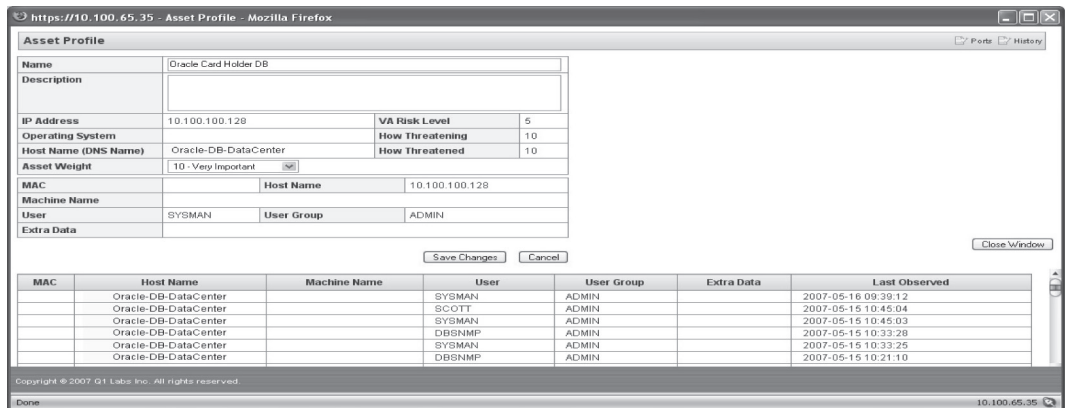 https://10.100.65.35 - Asset Profile - Mozilla Firefox
Asset Profile
Ports History
Name Oracle Card Holder DB
Description
IP Address 10.100.100.128 VA Risk Level 5
Operating System How Threatening 10
Host Name (DNS Name) Oracle-DB-DataCenter How Threatened 10
Asset Weight 10 - Very Important
MAC Host Name 10.100.100.128
Machine Name
User SYSMAN User Group ADMIN
Extra Data
Close Window
Save Changes Cancel
MAC Host Name Machine Name User User Group Extra Data Last Observed
Oracle-DB-DataCenter SYSMAN ADMIN 2007-05-16 09:39:12
Oracle-DB-DataCenter SCOTT ADMIN 2007-05-15 10:45:04
Oracle-DB-DataCenter SYSMAN ADMIN 2007-05-15 10:45:03
Oracle-DB-DataCenter DBSNMP ADMIN 2007-05-15 10:33:28
Oracle-DB-DataCenter SYSMAN ADMIN 2007-05-15 10:33:25
Oracle-DB-DataCenter DBSNMP ADMIN 2007-05-15 10:21:10
Copyright © 2007 Q1 Labs Inc. All rights reserved.
Done 10.100.65.35